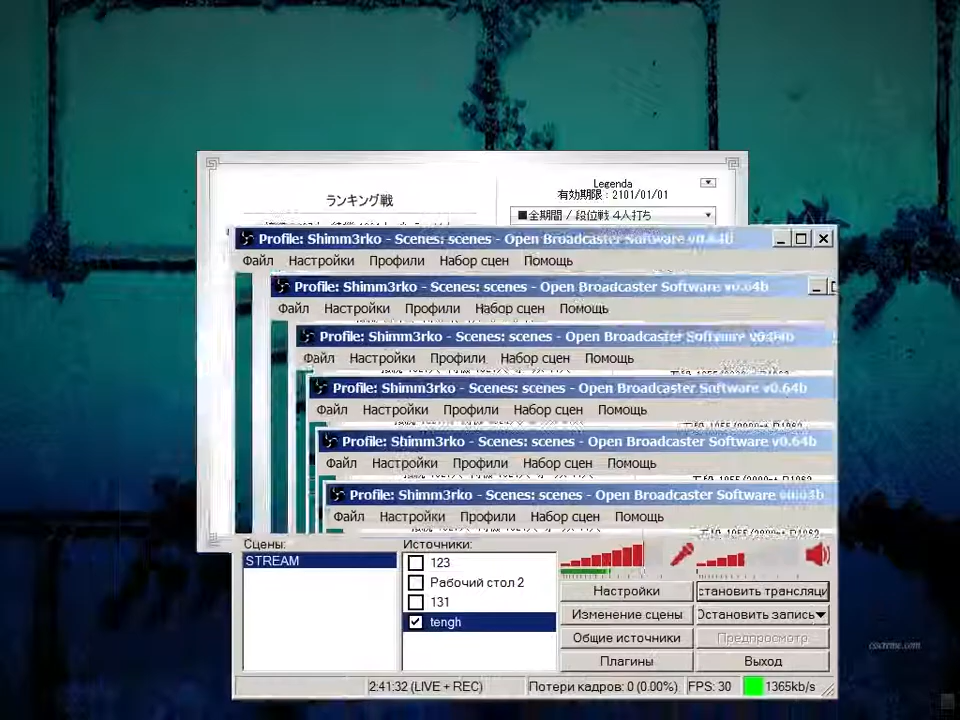 ランキング戦
Legenda
有効期限 : 2101/01/01
■全期間 / 段位戦 4人打ち
Profile: Shimm3rko - Scenes: scenes - Open Broadcaster Software v0.64b
Файл Настройки Профили Набор сцен Помощь
Profile: Shimm3rko - Scenes: scenes - Open Broadcaster Software v0.64b
Файл Настройки Профили Набор сцен Помощь
Profile: Shimm3rko - Scenes: scenes - Open Broadcaster Software v0.64b
Файл Настройки Профили Набор сцен Помощь
Profile: Shimm3rko - Scenes: scenes - Open Broadcaster Software v0.64b
Файл Настройки Профили Набор сцен Помощь
Profile: Shimm3rko - Scenes: scenes - Open Broadcaster Software v0.64b
Файл Настройки Профили Набор сцен Помощь
Profile: Shimm3rko - Scenes: scenes - Open Broadcaster Software
Файл Настройки Профили Набор сцен Помощь
Сцены:
STREAM
Источники:
123
Рабочий стол 2
131
tengh
Настройки
становить трансляци
Изменение сцены
Остановить запись
Общие источники
Предпросмотр
Плагины
Выход
2:41:32 (LIVE + REC)
Потери кадров: 0 (0.00%)
FPS: 30
1365kb/s
csscreme.com